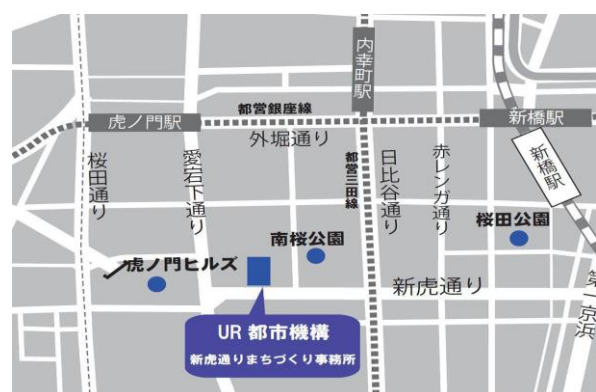 内幸町駅
都営銀座線
虎ノ門駅
新橋駅
外堀通り
新橋駅
桜田通り
愛宕下通り
都営三田線
日比谷通り
赤レンガ通り
桜田公園
南桜公園
虎ノ門ヒルズ
新虎通り
第一京浜
UR 都市機構
新虎通りまちづくり事務所